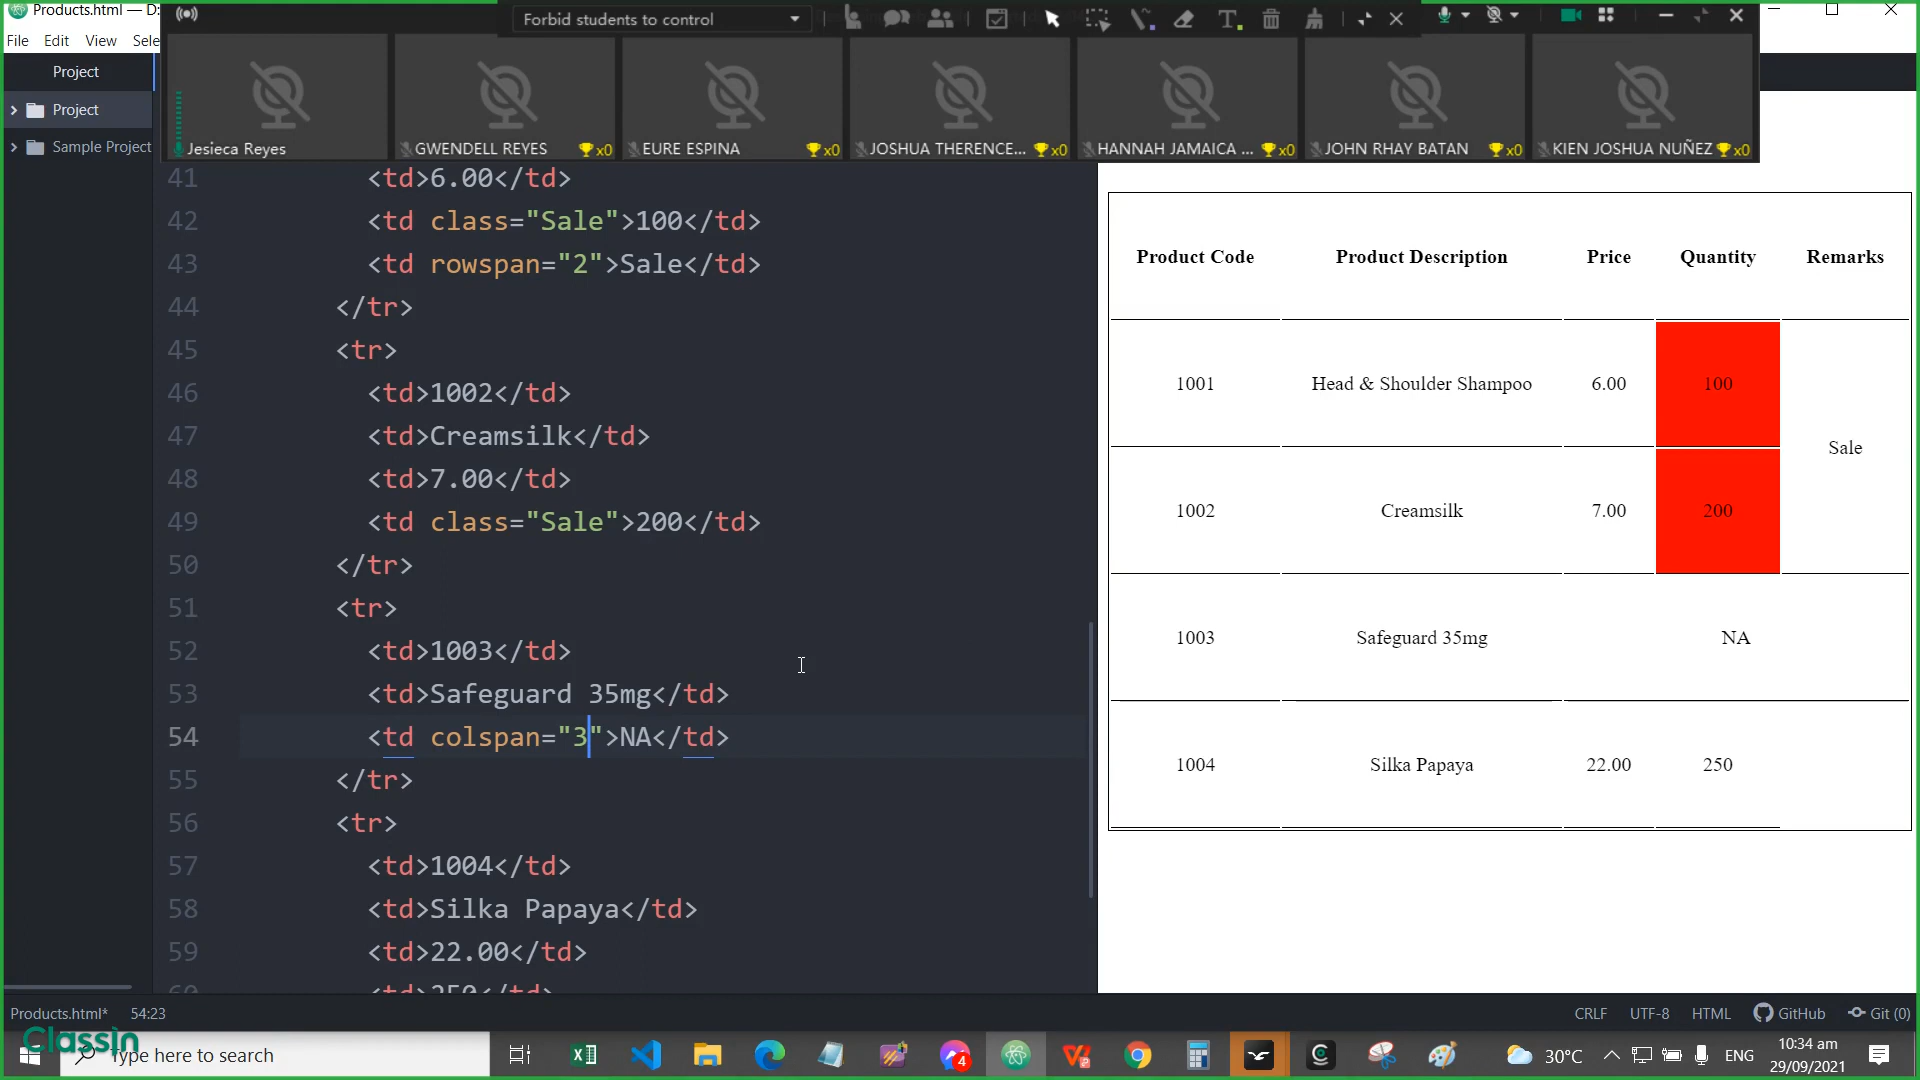 Products.html — D:
Forbid students to control
File Edit View Sele
Project
Project
Sample Project
Jesieca Reyes
GWENDELL REYES x0
EURE ESPINA x0
JOSHUA THERENCE... x0
HANNAH JAMAICA ... x0
JOHN RHAY BATAN x0
KIEN JOSHUA NUÑEZ x0
41 <td>6.00</td>
42 <td class="Sale">100</td>
43 <td rowspan="2">Sale</td>
44 </tr>
45 <tr>
46 <td>1002</td>
47 <td>Creamsilk</td>
48 <td>7.00</td>
49 <td class="Sale">200</td>
50 </tr>
51 <tr>
52 <td>1003</td>
53 <td>Safeguard 35mg</td>
54 <td colspan="3">NA</td>
55 </tr>
56 <tr>
57 <td>1004</td>
58 <td>Silka Papaya</td>
59 <td>22.00</td>
60 <td>250</td>
Product Code Product Description Price Quantity Remarks
1001 Head & Shoulder Shampoo 6.00 100
Sale
1002 Creamsilk 7.00 200
1003 Safeguard 35mg NA
1004 Silka Papaya 22.00 250
Products.html* 54:23
CRLF UTF-8 HTML GitHub Git (0)
ClassIn
Type here to search
4
30°C
ENG
10:34 am
29/09/2021